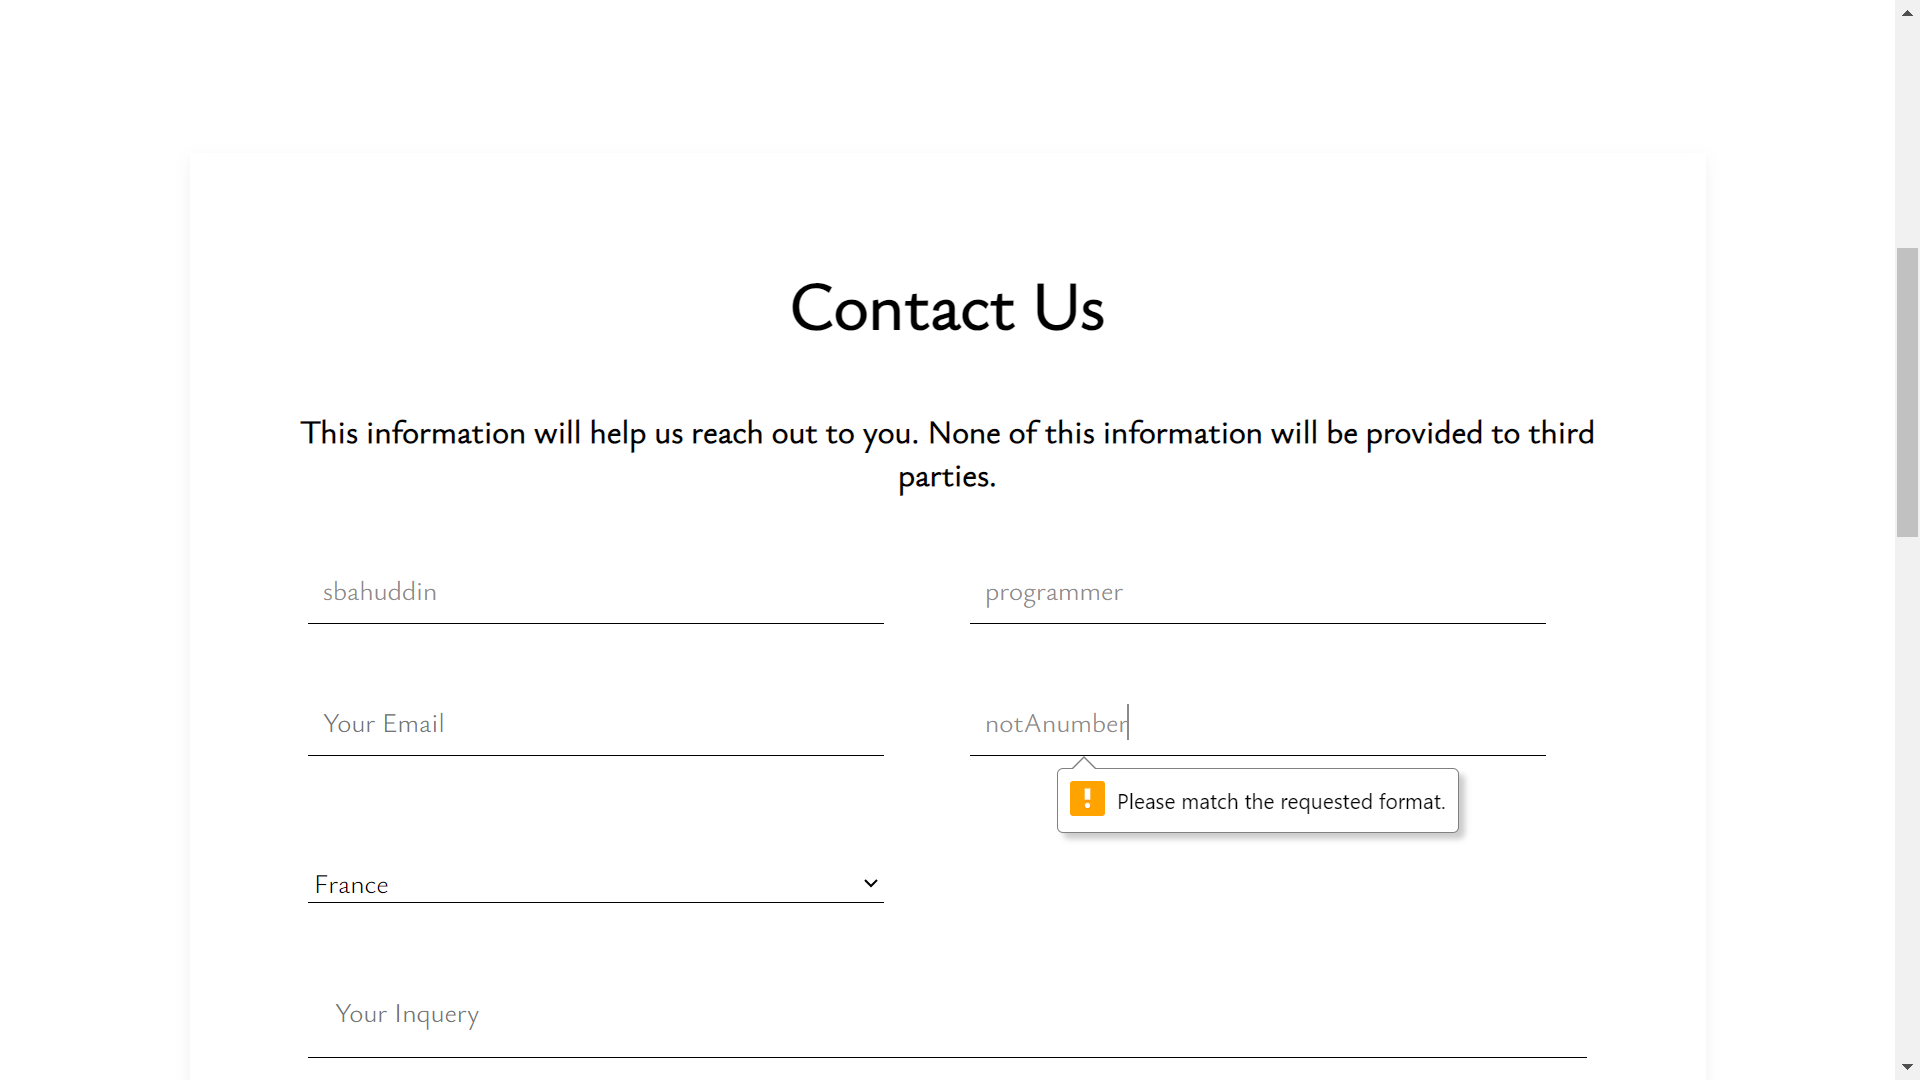 Contact Us
This information will help us reach out to you. None of this information will be provided to third
parties.
sbahuddin
programmer
Your Email
notAnumber
Please match the requested format.
France
Your Inquery